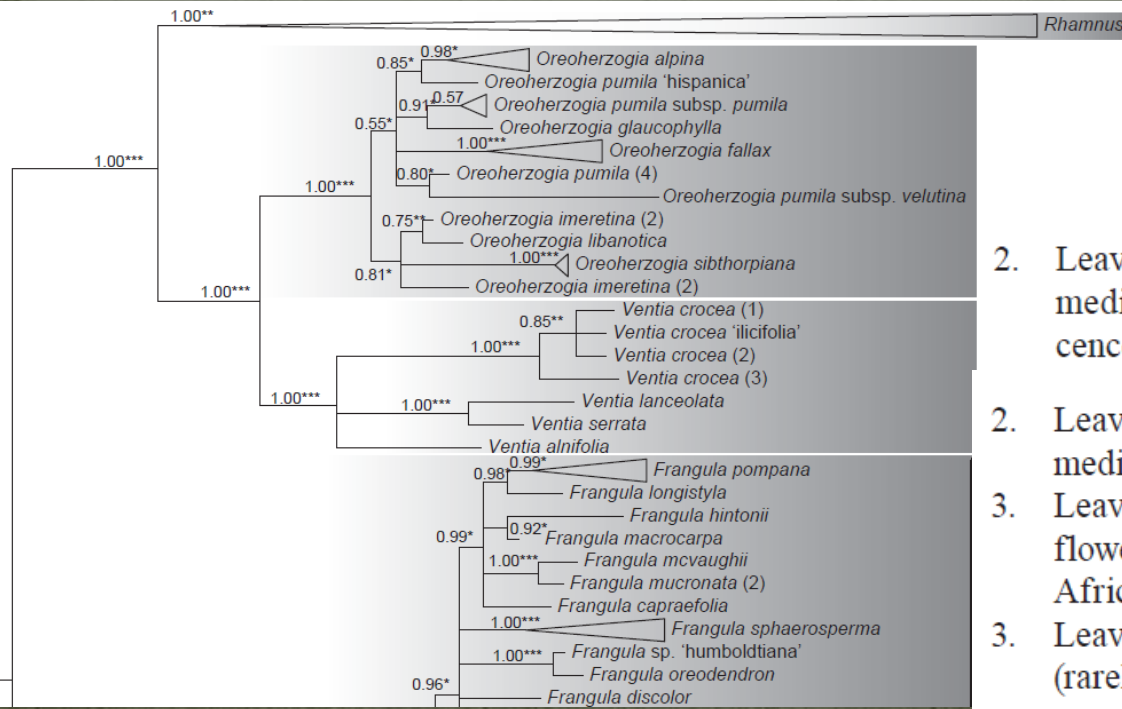 1.00**
Rhamnus
0.98*
Oreoherzogia alpina
0.85*
Oreoherzogia pumila ‘hispanica’
0.91*
0.57
Oreoherzogia pumila subsp. pumila
0.55*
Oreoherzogia glaucophylla
1.00***
Oreoherzogia fallax
1.00***
0.80*
Oreoherzogia pumila (4)
1.00***
Oreoherzogia pumila subsp. velutina
0.75**
Oreoherzogia imeretina (2)
Oreoherzogia libanotica
1.00***
Oreoherzogia sibthorpiana
0.81*
Oreoherzogia imeretina (2)
1.00***
Ventia crocea (1)
0.85**
Ventia crocea ‘ilicifolia’
1.00***
Ventia crocea (2)
Ventia crocea (3)
1.00***
1.00***
Ventia lanceolata
Ventia serrata
Ventia alnifolia
0.99*
0.98*
Frangula pompana
Frangula longistyla
Frangula hintonii
0.99*
0.92*
Frangula macrocarpa
1.00***
Frangula mcvaughii
Frangula mucronata (2)
Frangula capraefolia
1.00***
Frangula sphaerosperma
1.00***
Frangula sp. ‘humboldtiana’
Frangula oreodendron
0.96*
Frangula discolor
2. Leav
medi
cenc
2. Leav
medi
3. Leav
flow
Afric
3. Leav
(rarel